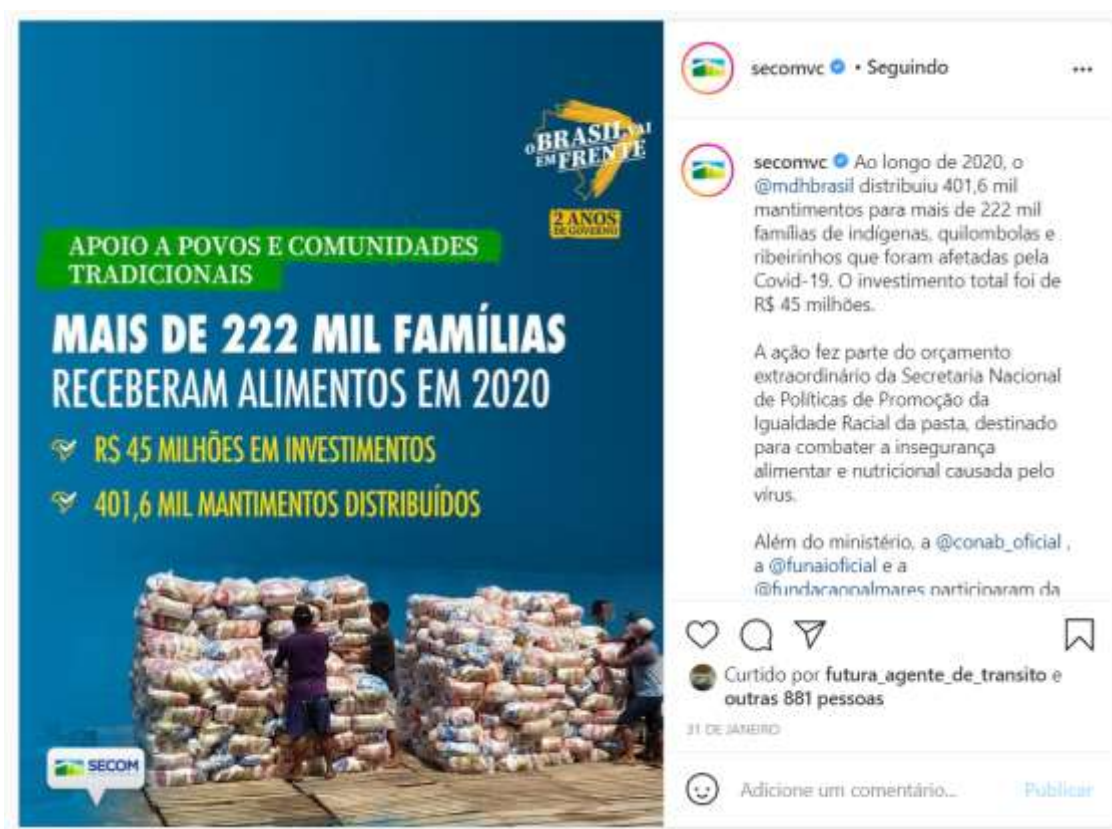 O BRASIL VAI
EM FRENTE
2 ANOS
DE GOVERNO
APOIO A POVOS E COMUNIDADES
TRADICIONAIS
MAIS DE 222 MIL FAMÍLIAS
RECEBERAM ALIMENTOS EM 2020
R$ 45 MILHÕES EM INVESTIMENTOS
401,6 MIL MANTIMENTOS DISTRIBUÍDOS
SECOM
secomvc • Seguindo
secomvc Ao longo de 2020, o
@mdhbrasil distribuiu 401,6 mil
mantimentos para mais de 222 mil
famílias de indígenas, quilombolas e
ribeirinhos que foram afetadas pela
Covid-19. O investimento total foi de
R$ 45 milhões.
A ação fez parte do orçamento
extraordinário da Secretaria Nacional
de Políticas de Promoção da
Igualdade Racial da pasta, destinado
para combater a insegurança
alimentar e nutricional causada pelo
vírus.
Além do ministério, a @conab_oficial ,
a @funaioficial e a
@fundacaopalmares participaram da
Curtido por futura_agente_de_transito e
outras 881 pessoas
31 DE JANEIRO
Adicione um comentário... Publicar